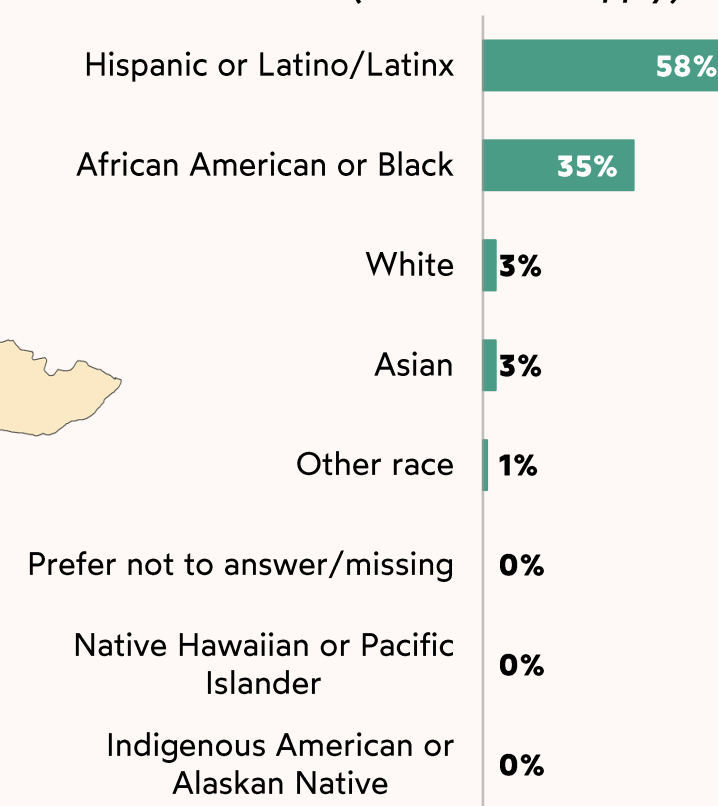 Hispanic or Latino/Latinx 58%
African American or Black 35%
White 3%
Asian 3%
Other race 1%
Prefer not to answer/missing 0%
Native Hawaiian or Pacific
Islander 0%
Indigenous American or
Alaskan Native 0%